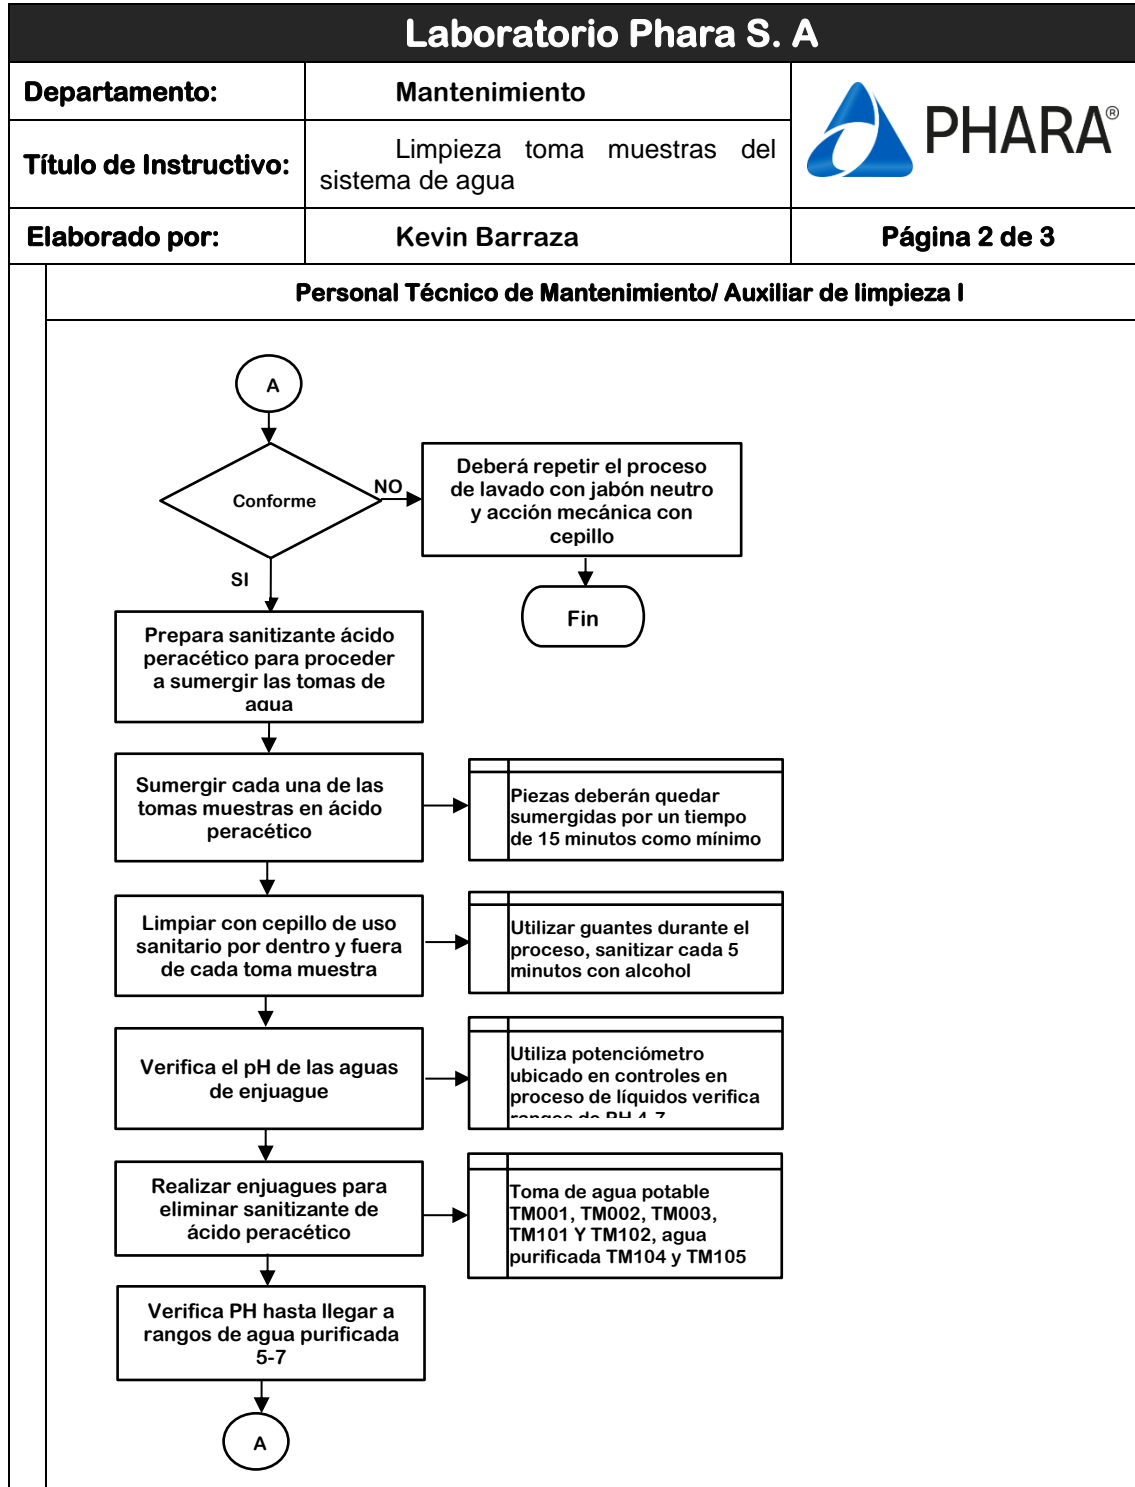 Laboratorio Phara S. A
Departamento:
Mantenimiento
PHARA®
Título de Instructivo:
Limpieza toma muestras del
sistema de agua
Elaborado por:
Kevin Barraza
Página 2 de 3
Personal Técnico de Mantenimiento/ Auxiliar de limpieza I
A
Conforme
NO
Deberá repetir el proceso
de lavado con jabón neutro
y acción mecánica con
cepillo
SI
Fin
Prepara sanitizante ácido
peracético para proceder
a sumergir las tomas de
agua
Sumergir cada una de las
tomas muestras en ácido
peracético
Piezas deberán quedar
sumergidas por un tiempo
de 15 minutos como mínimo
Limpiar con cepillo de uso
sanitario por dentro y fuera
de cada toma muestra
Utilizar guantes durante el
proceso, sanitizar cada 5
minutos con alcohol
Verifica el pH de las aguas
de enjuague
Utiliza potenciómetro
ubicado en controles en
proceso de líquidos verifica
rangos de PH 4-7
Realizar enjuagues para
eliminar sanitizante de
ácido peracético
Toma de agua potable
TM001, TM002, TM003,
TM101 Y TM102, agua
purificada TM104 y TM105
Verifica PH hasta llegar a
rangos de agua purificada
5-7
A